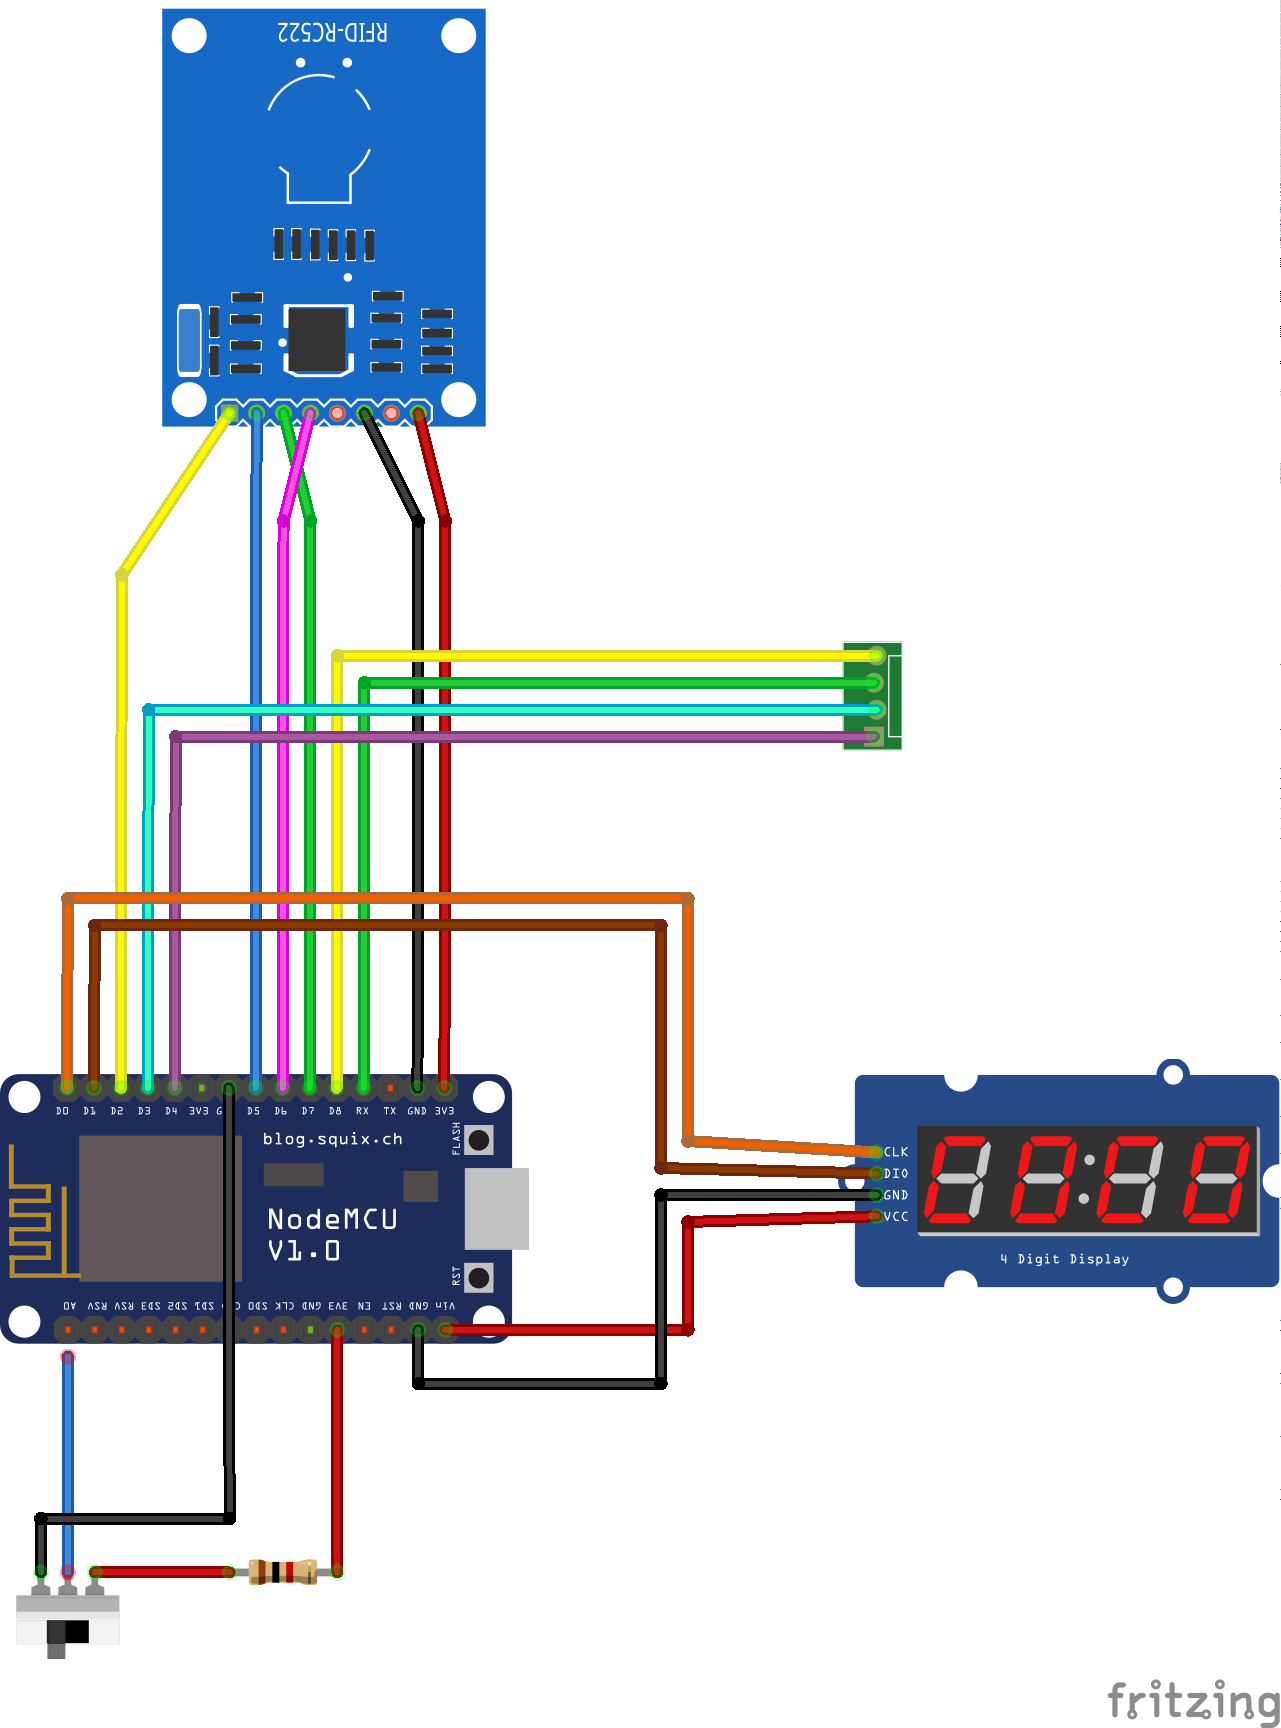 RFID-RC522
D0 D1 D2 D3 D4 3V3 G D5 D6 D7 D8 RX TX GND 3V3
blog.squix.ch
FLASH
NodeMCU
V1.0
RST
A0 RSV RSV SD3 SD2 SD1 SD0 CLK GND 3V3 EN RST GND Vin
CLK
DIO
GND
VCC
4 Digit Display
fritzing